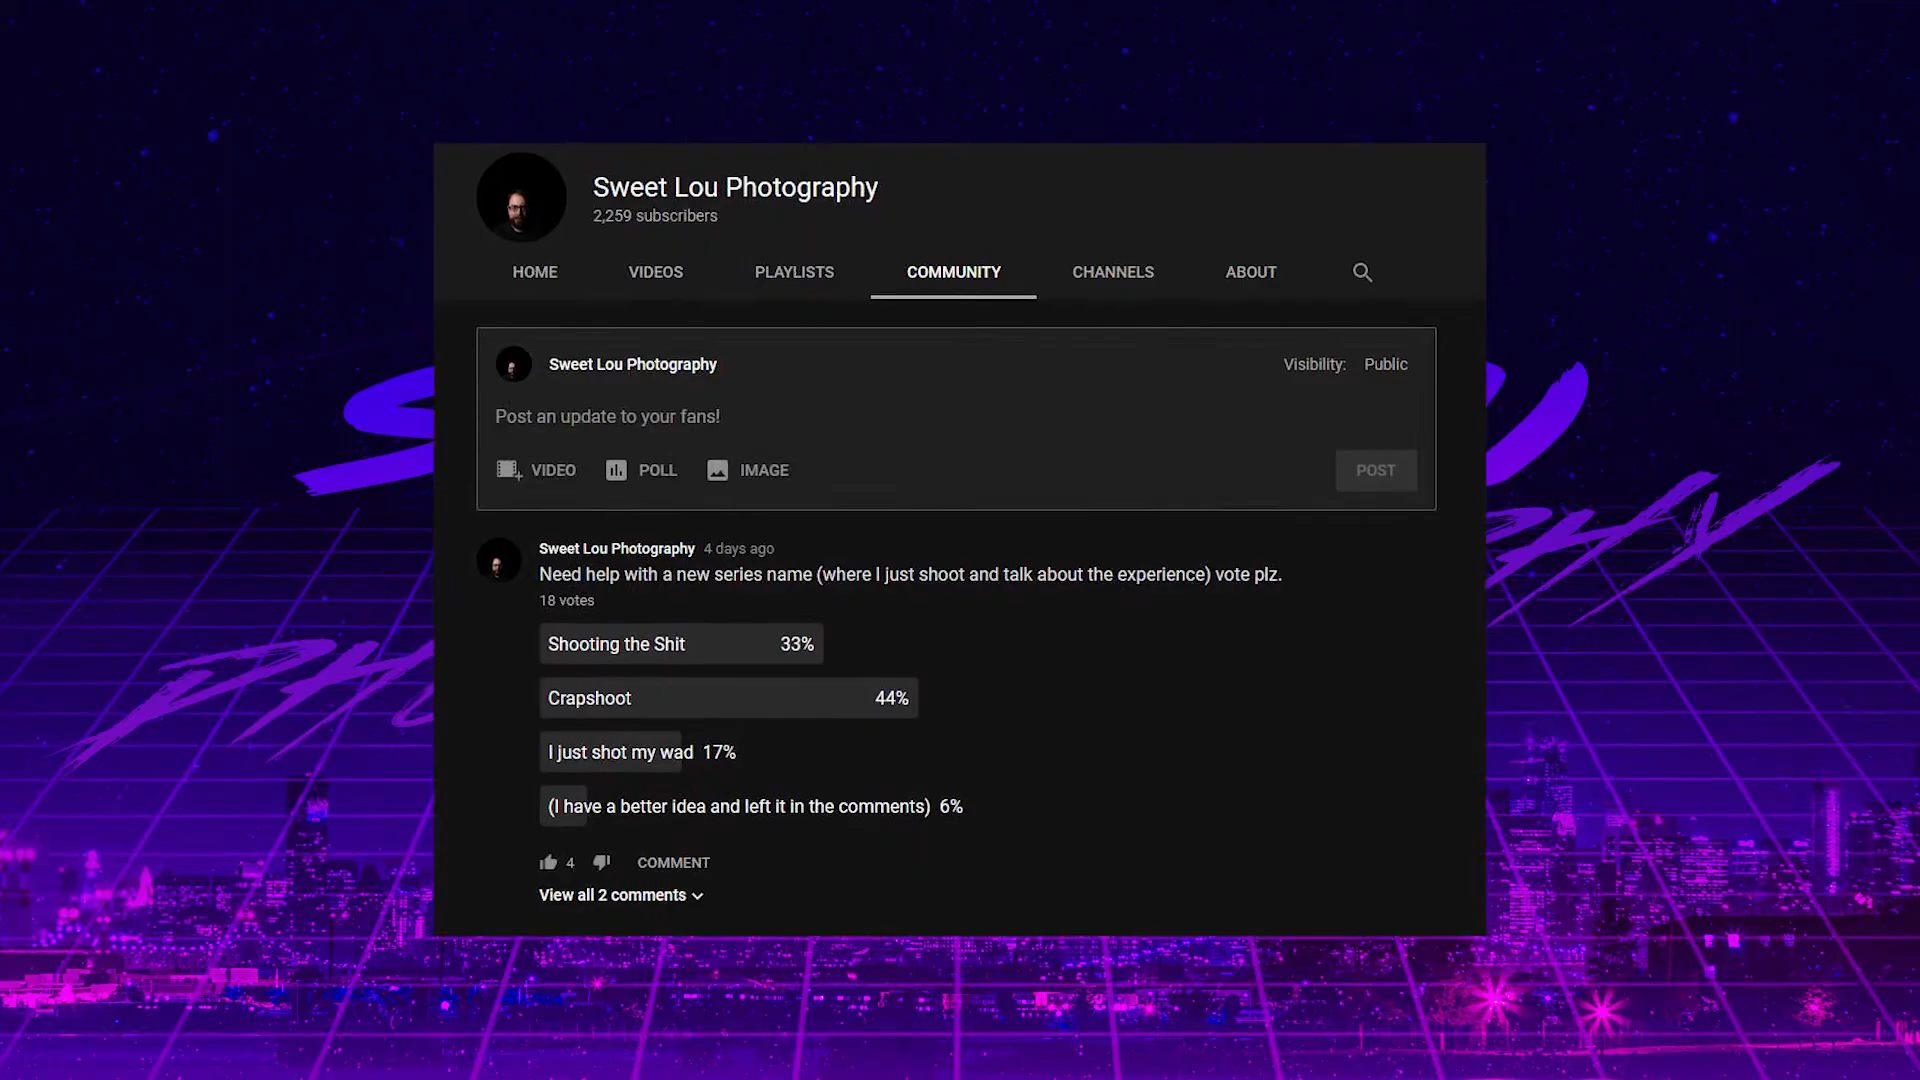 Sweet Lou Photography
2,259 subscribers
HOME VIDEOS PLAYLISTS COMMUNITY CHANNELS ABOUT
Sweet Lou Photography Visibility: Public
Post an update to your fans!
VIDEO POLL IMAGE POST
Sweet Lou Photography 4 days ago
Need help with a new series name (where I just shoot and talk about the experience) vote plz.
18 votes
Shooting the Shit 33%
Crapshoot 44%
I just shot my wad 17%
(I have a better idea and left it in the comments) 6%
4 COMMENT
View all 2 comments